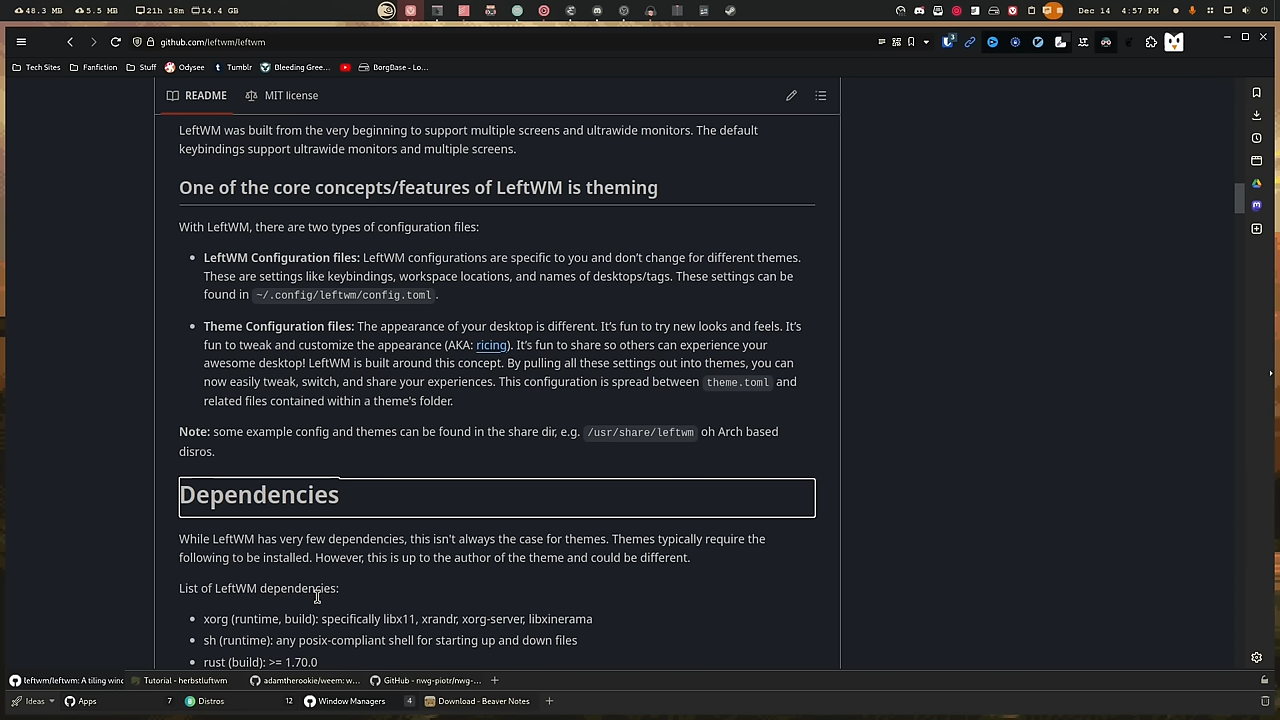 48.3 MB 5.5 MB 21h 18m 14.4 GB Dec 14 4:57 PM
github.com/leftwm/leftwm
Tech Sites Fanfiction Stuff Odysee Tumblr Bleeding Gree... BorgBase - Lo...
README MIT license
LeftWM was built from the very beginning to support multiple screens and ultrawide monitors. The default
keybindings support ultrawide monitors and multiple screens.
One of the core concepts/features of LeftWM is theming
With LeftWM, there are two types of configuration files:
LeftWM Configuration files: LeftWM configurations are specific to you and don’t change for different themes.
These are settings like keybindings, workspace locations, and names of desktops/tags. These settings can be
found in ~/.config/leftwm/config.toml.
Theme Configuration files: The appearance of your desktop is different. It’s fun to try new looks and feels. It’s
fun to tweak and customize the appearance (AKA: ricing). It’s fun to share so others can experience your
awesome desktop! LeftWM is built around this concept. By pulling all these settings out into themes, you can
now easily tweak, switch, and share your experiences. This configuration is spread between theme.toml and
related files contained within a theme's folder.
Note: some example config and themes can be found in the share dir, e.g. /usr/share/leftwm oh Arch based
disros.
Dependencies
While LeftWM has very few dependencies, this isn't always the case for themes. Themes typically require the
following to be installed. However, this is up to the author of the theme and could be different.
List of LeftWM dependencies:
xorg (runtime, build): specifically libx11, xrandr, xorg-server, libxinerama
sh (runtime): any posix-compliant shell for starting up and down files
rust (build): >= 1.70.0
leftwm/leftwm: A tiling winc Tutorial - herbstluftwm adamtherookie/weem: w... GitHub - nwg-piotr/nwg-...
Ideas Apps 7 Distros 12 Window Managers 4 Download - Beaver Notes